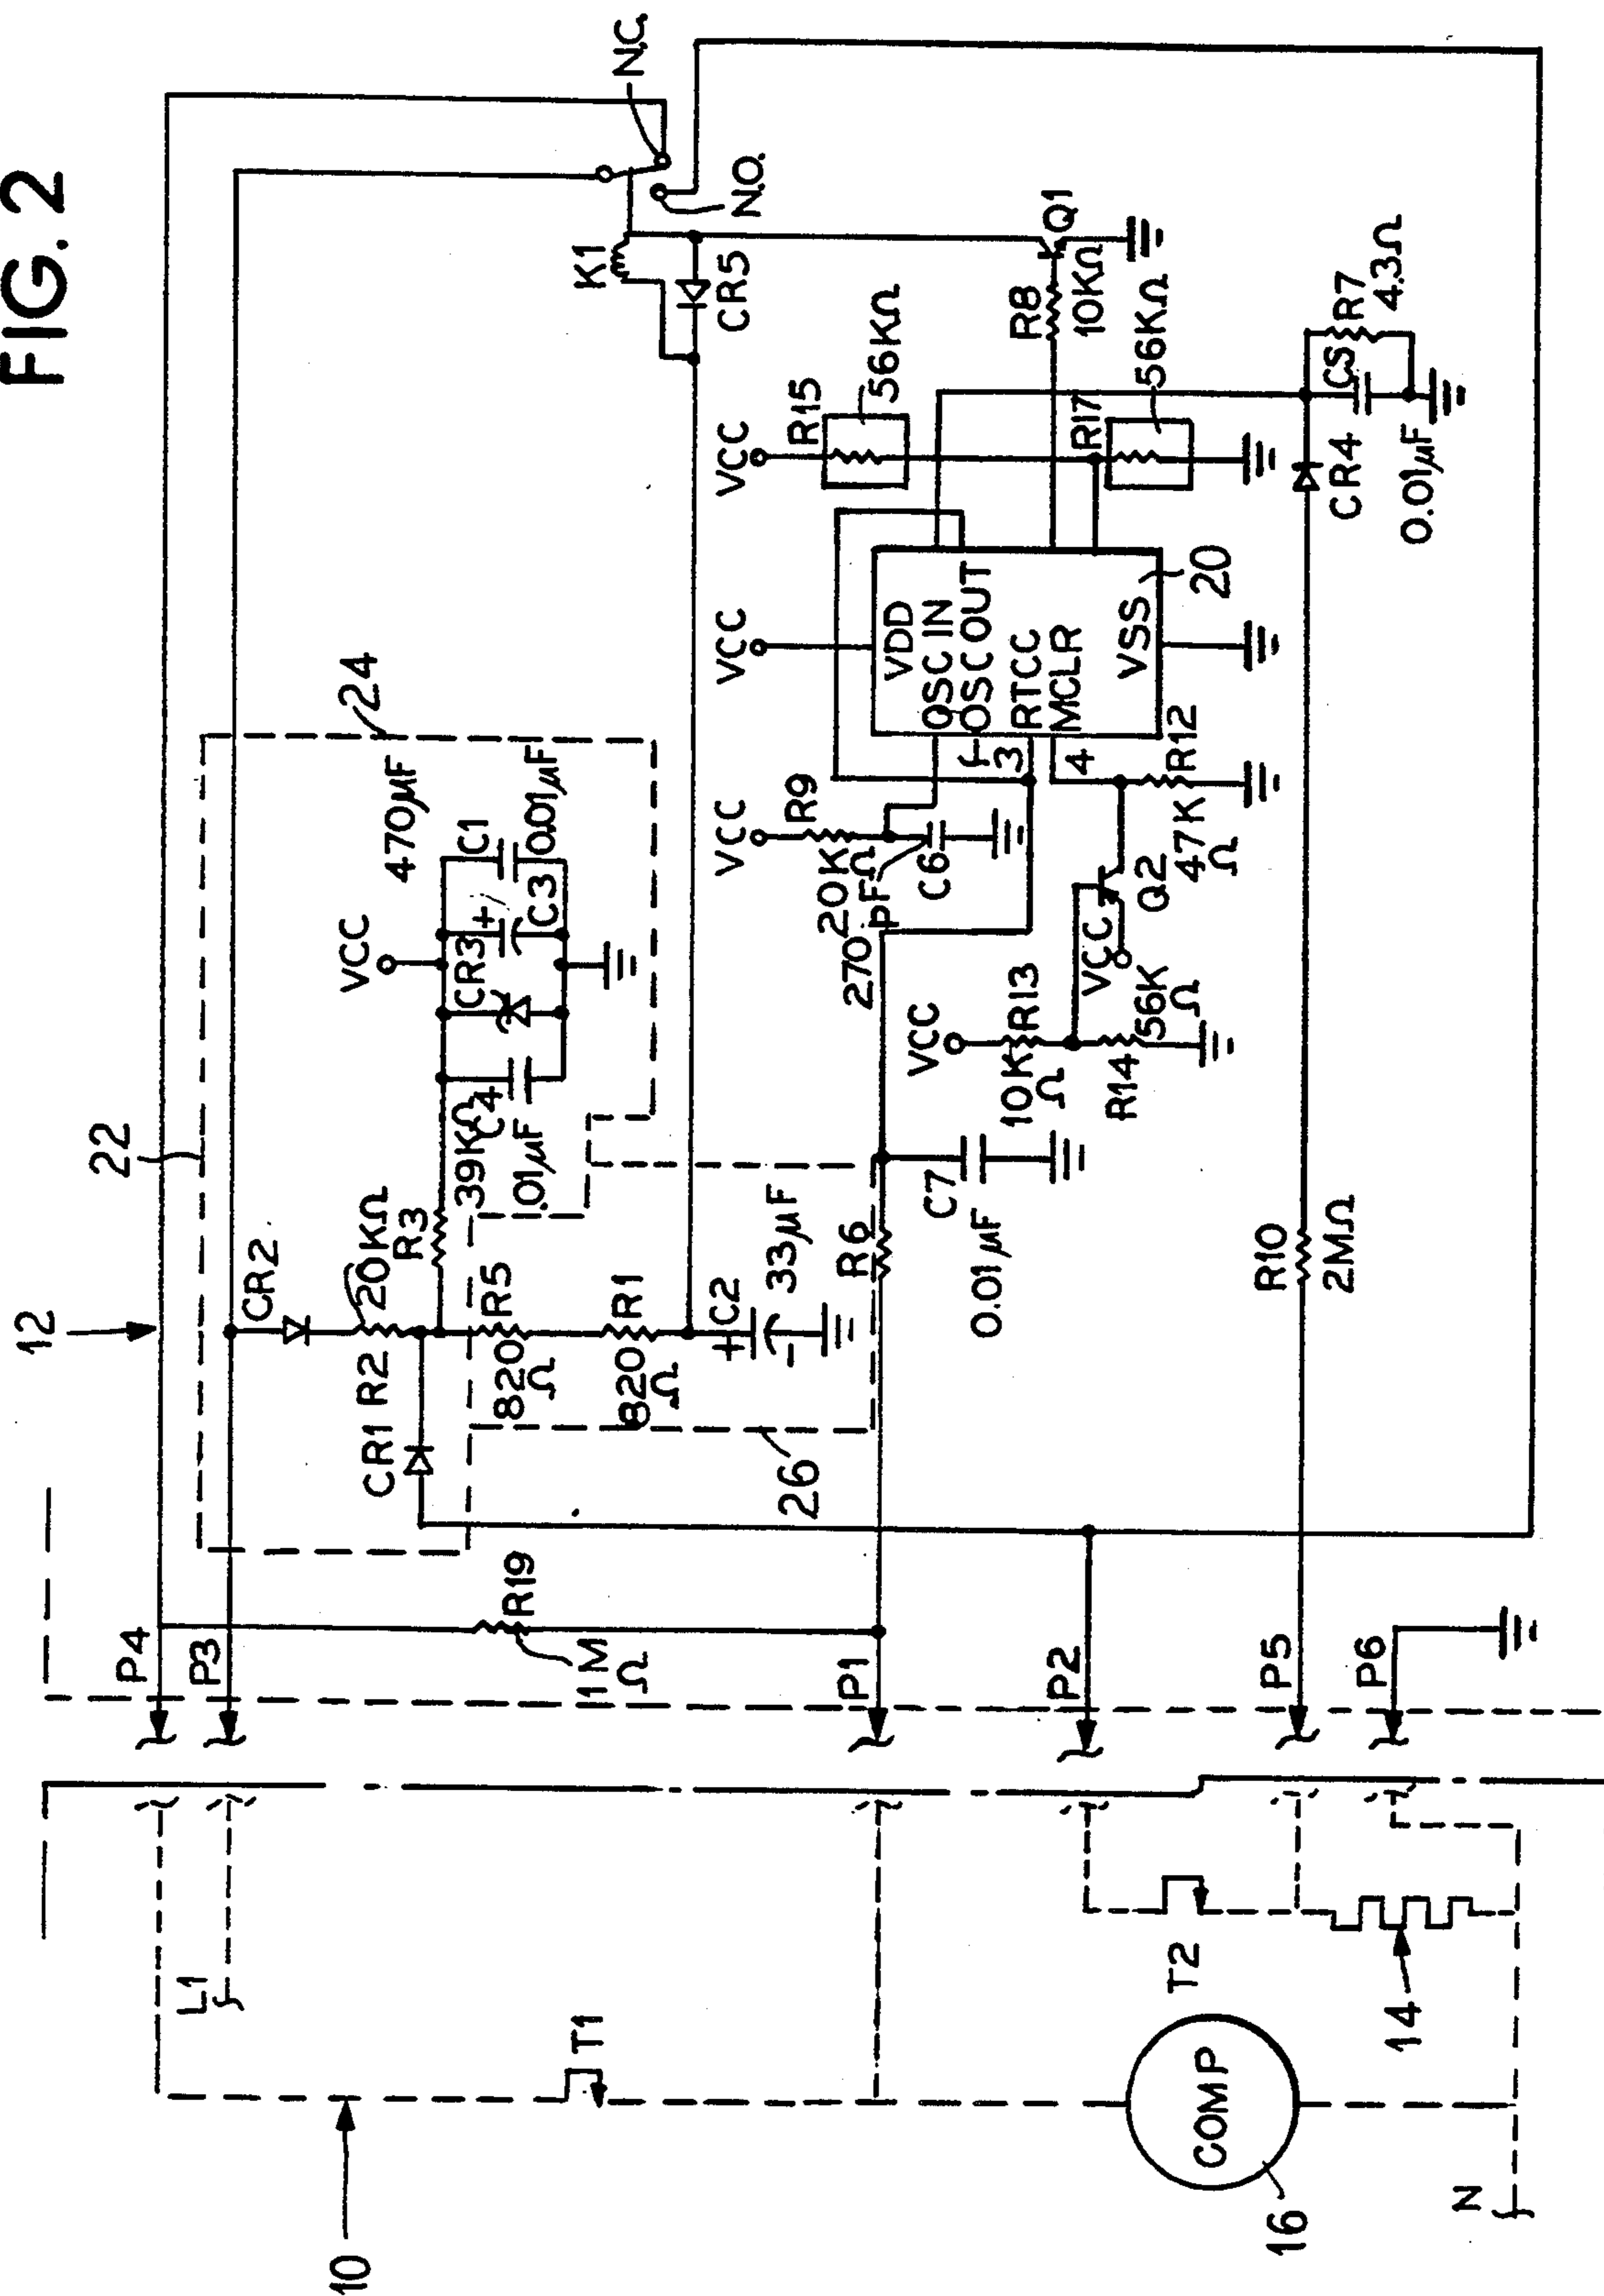 FIG. 2
12
22
24
P4
P3
CR2
20KΩ
R2
R3
39KΩ
CR1
C4
.01µF
CR3
VCC
470µF
C1
+
C3
0.01µF
K1
N.C.
N.O.
CR5
R5
820
Ω
R1
820
Ω
+
C2
-
33µF
26
R19
1M
Ω
P1
R6
C7
0.01µF
VCC
R9
20K
Ω
270 PF
C6
VCC
VDD
OSC IN
OSC OUT
RTCC
MCLR
VSS
3
4
20
VCC
R15
56KΩ
R17
56KΩ
R8
10KΩ
Q1
VCC
R13
10K
Ω
R14
56K
Ω
VCC
Q2
R12
47K
Ω
P2
P5
R10
2MΩ
CR4
0.01µF
CS
R7
4.3Ω
P6
L1
T1
10
T2
14
COMP
16
N